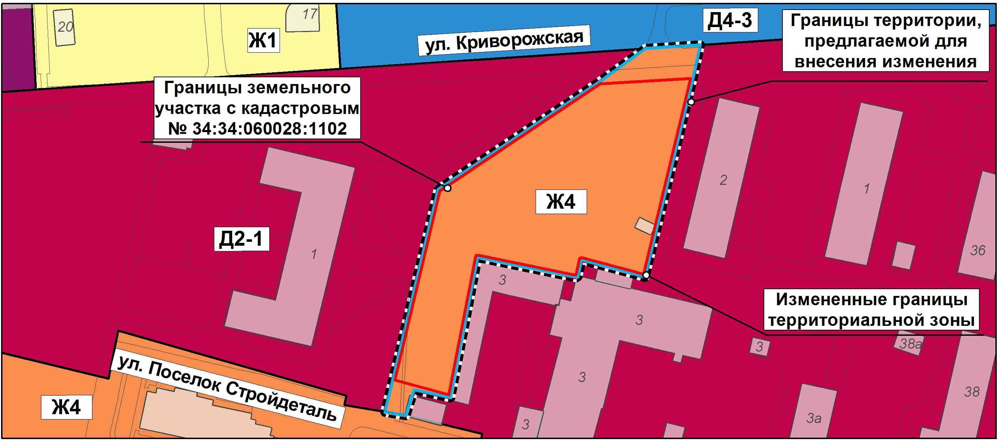 20
17
Ж1
ул. Криворожская
Д4-3
Границы территории,
предлагаемой для
внесения изменения
Границы земельного
участка с кадастровым
№ 34:34:060028:1102
2
1
Ж4
36
Д2-1
1
3
3
Измененные границы
территориальной зоны
3
38а
ул. Поселок Стройдеталь
3
38
Ж4
3
3а